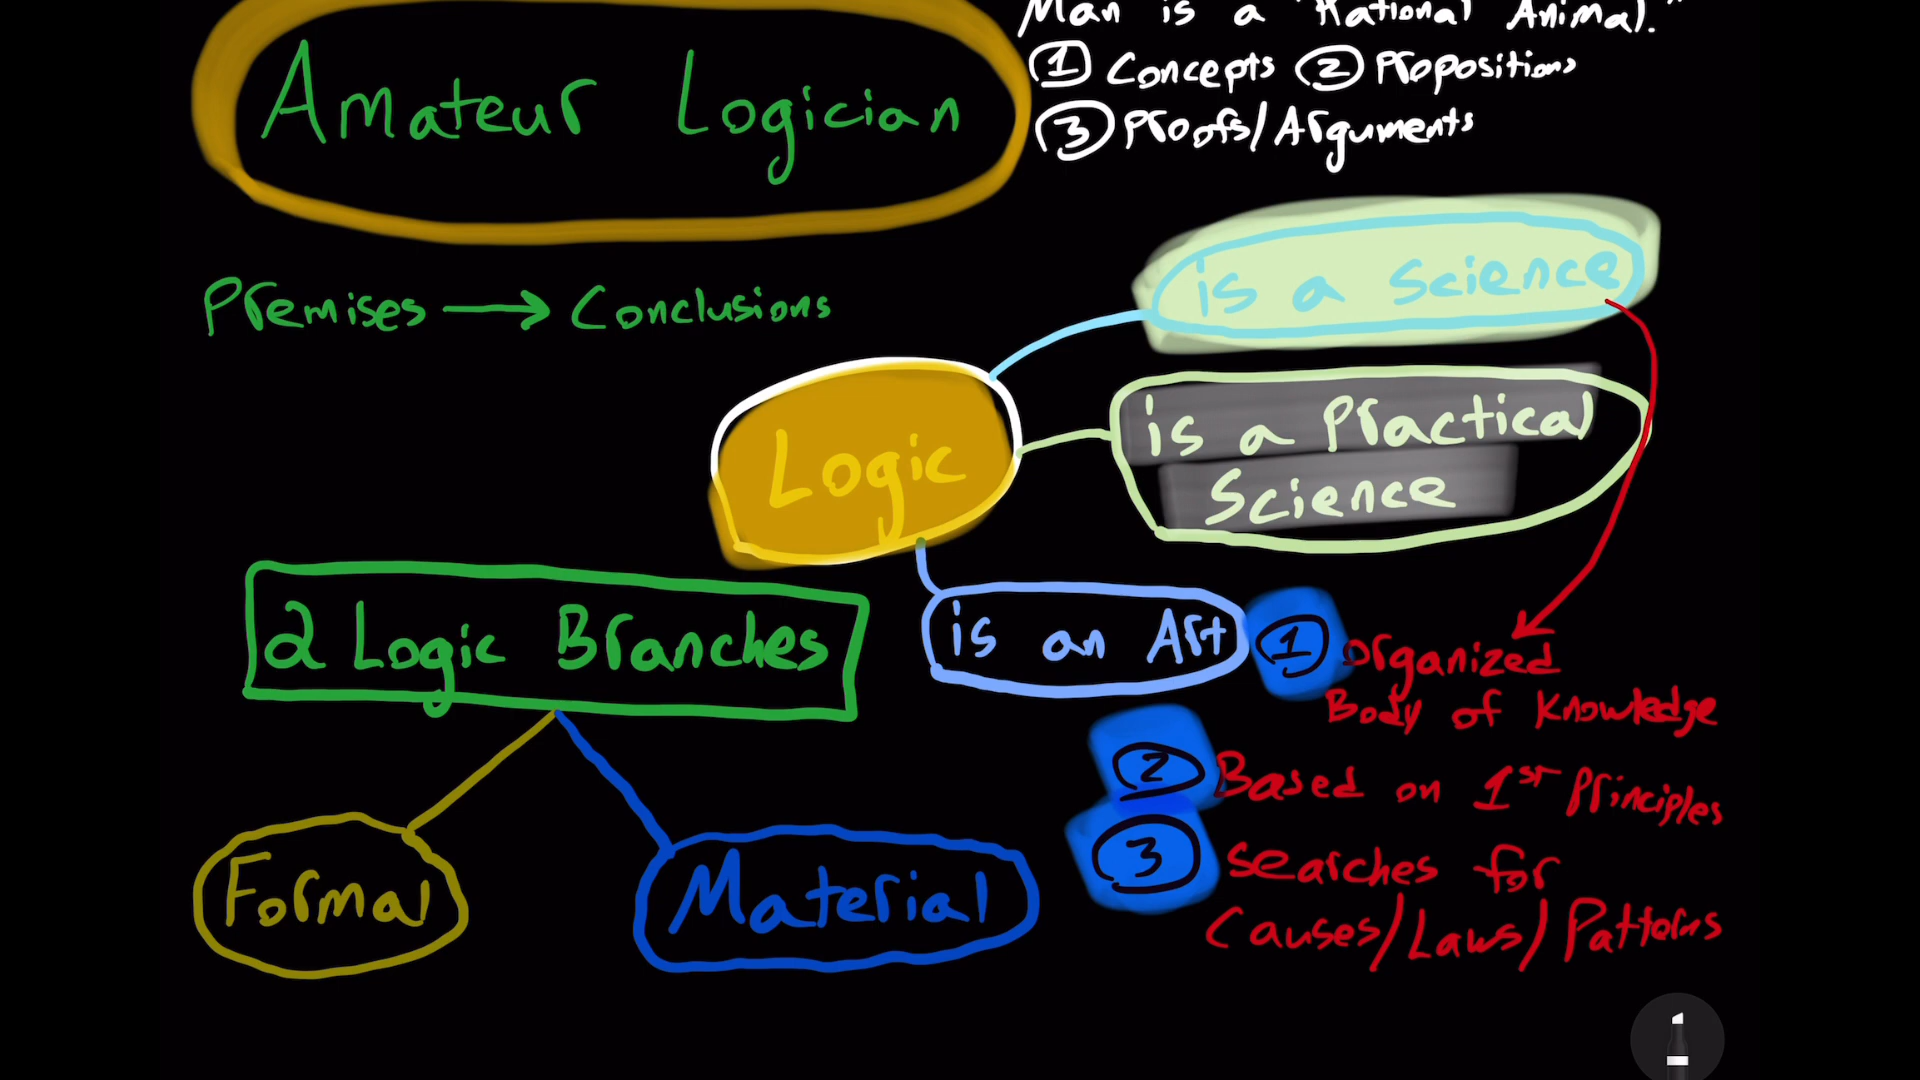 Man is a "Rational Animal."
① Concepts ② Propositions
③ Proofs/Arguments
Amateur Logician
Premises → Conclusions
Logic
is a science
is a Practical
Science
is an Art
① organized
Body of Knowledge
② Based on 1st Principles
③ searches for
Causes/Laws/Patterns
2 Logic Branches
Formal
Material